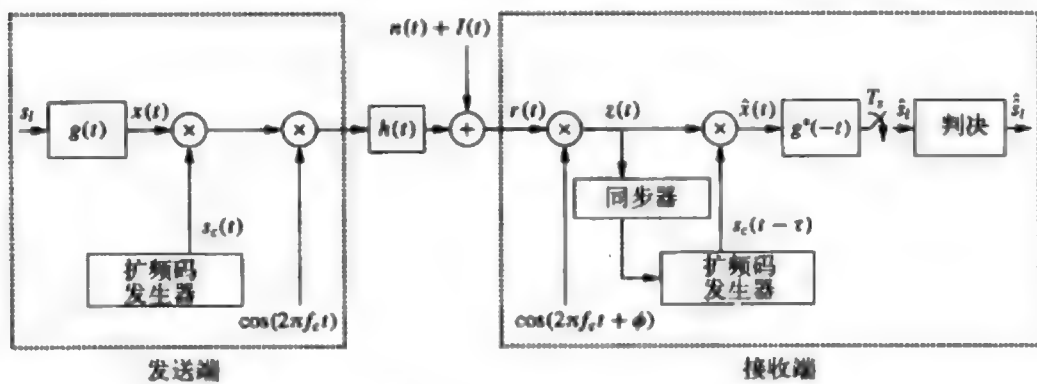 n(t) + I(t)
s_l
g(t)
x(t)
×
×
h(t)
+
r(t)
×
z(t)
×
x̂(t)
g*(-t)
T_s
ŝ_l
判决
ŝ̂_l
同步器
s_c(t)
s_c(t − τ)
扩频码
发生器
扩频码
发生器
cos(2πf_ct)
cos(2πf_ct + ϕ)
发送端
接收端